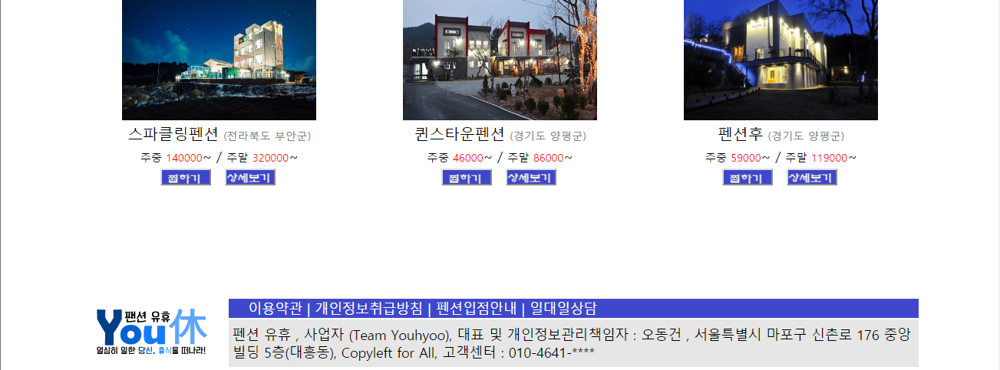 스파클링펜션 (전라북도 부안군)
주중 140000~ / 주말 320000~
찜하기 상세보기
퀸스타운펜션 (경기도 양평군)
주중 46000~ / 주말 86000~
찜하기 상세보기
펜션후 (경기도 양평군)
주중 59000~ / 주말 119000~
찜하기 상세보기
팬션 유휴
You休
열심히 일한 당신, 휴식을 떠나라!
이용약관 | 개인정보취급방침 | 펜션입점안내 | 일대일상담
펜션 유휴 , 사업자 (Team Youhyoo), 대표 및 개인정보관리책임자 : 오동건 , 서울특별시 마포구 신촌로 176 중앙
빌딩 5층(대흥동), Copyleft for All, 고객센터 : 010-4641-****